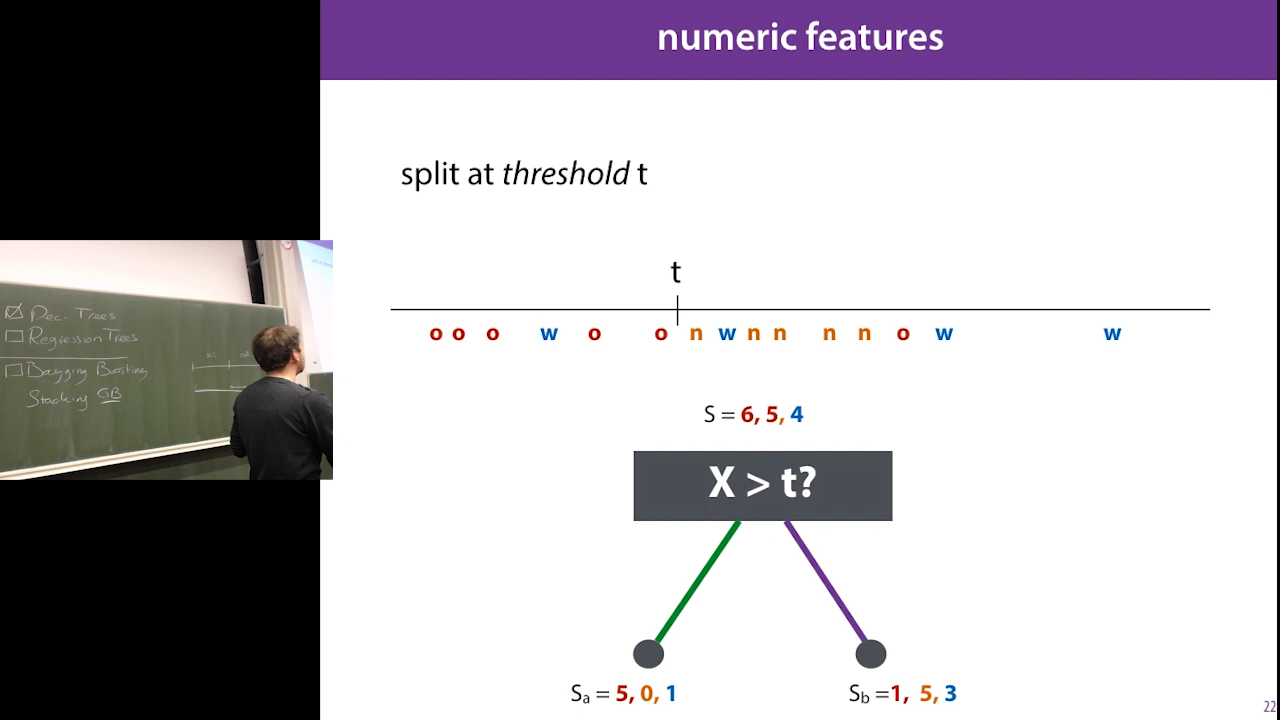 numeric features
split at threshold t
t
o o o w o o n w n n n n o w w
S = 6, 5, 4
X > t?
Sa = 5, 0, 1
Sb =1, 5, 3
22
Dec. Trees
Regression Trees
Bagging Boosting
Stacking GB